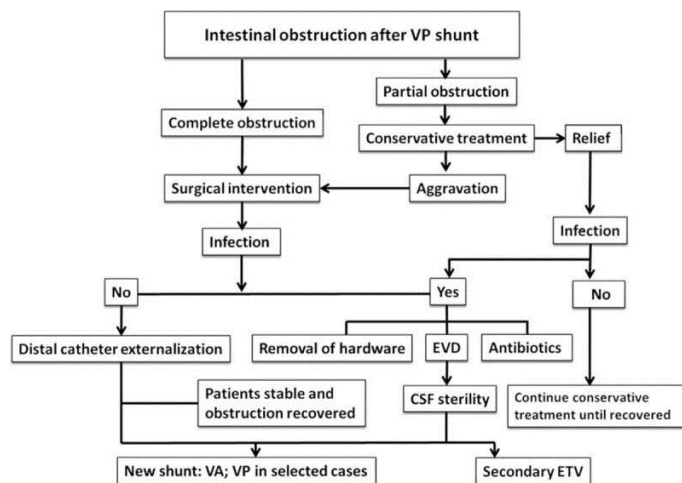 Intestinal obstruction after VP shunt
Partial obstruction
Complete obstruction
Conservative treatment
Relief
Surgical intervention
Aggravation
Infection
Infection
No
Yes
No
Distal catheter externalization
Removal of hardware
EVD
Antibiotics
Patients stable and
obstruction recovered
CSF sterility
Continue conservative
treatment until recovered
New shunt: VA; VP in selected cases
Secondary ETV